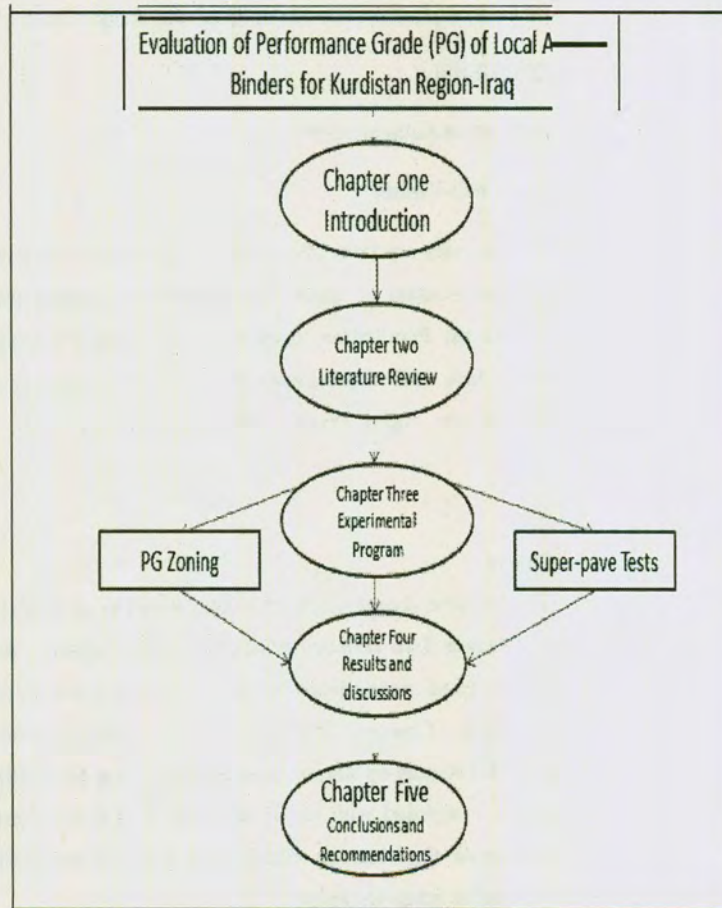 Evaluation of Performance Grade (PG) of Local A
Binders for Kurdistan Region-Iraq
Chapter one
Introduction
Chapter two
Literature Review
Chapter Three
Experimental
Program
PG Zoning
Super-pave Tests
Chapter Four
Results and
discussions
Chapter Five
Conclusions and
Recommendations